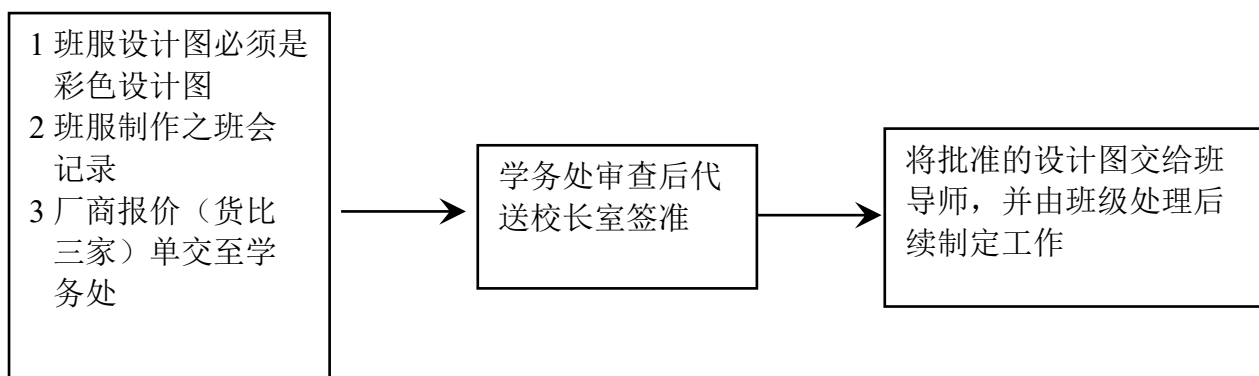 1 班服设计图必须是
彩色设计图
2 班服制作之班会
记录
3 厂商报价（货比
三家）单交至学
务处
学务处审查后代
送校长室签准
将批准的设计图交给班
导师，并由班级处理后
续制定工作